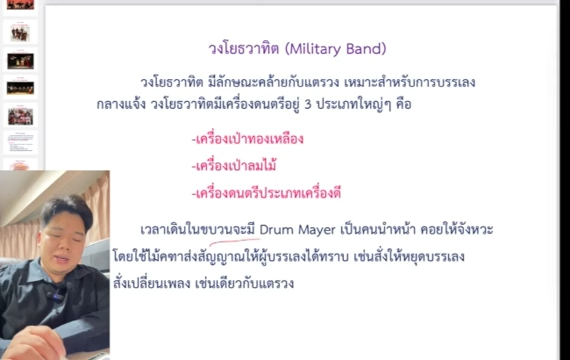 วงโยธวาทิต (Military Band)
วงโยธวาทิต มีลักษณะคล้ายกับแตรวง เหมาะสำหรับการบรรเลง
กลางแจ้ง วงโยธวาทิตมีเครื่องดนตรีอยู่ 3 ประเภทใหญ่ๆ คือ
-เครื่องเป่าทองเหลือง
-เครื่องเป่าลมไม้
-เครื่องดนตรีประเภทเครื่องตี
เวลาเดินในขบวนจะมี Drum Mayer เป็นคนนำหน้า คอยให้จังหวะ
โดยใช้ไม้คฑาส่งสัญญาณให้ผู้บรรเลงได้ทราบ เช่นสั่งให้หยุดบรรเลง
สั่งเปลี่ยนเพลง เช่นเดียวกับแตรวง